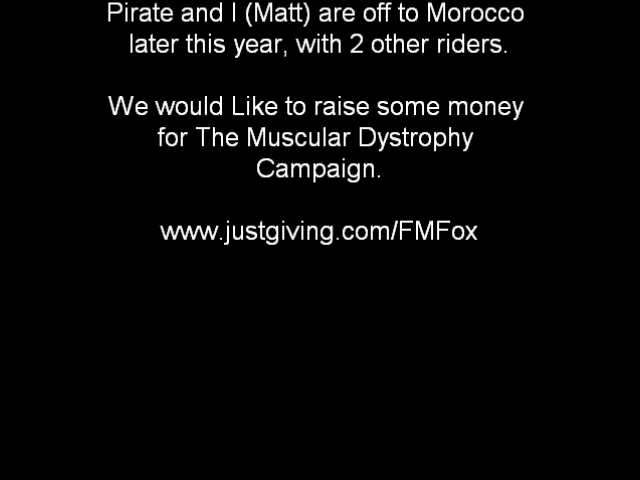 Pirate and I (Matt) are off to Morocco
later this year, with 2 other riders.
We would Like to raise some money
for The Muscular Dystrophy
Campaign.
www.justgiving.com/FMFox